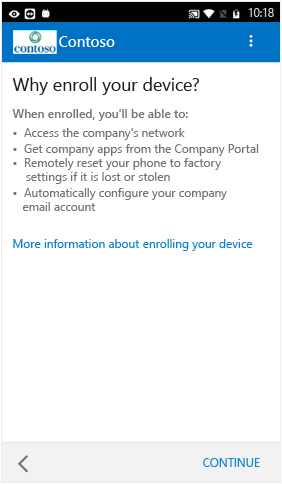 10:18
contoso
Contoso
Why enroll your device?
When enrolled, you'll be able to:
• Access the company's network
• Get company apps from the Company Portal
• Remotely reset your phone to factory
settings if it is lost or stolen
• Automatically configure your company
email account
More information about enrolling your device
CONTINUE